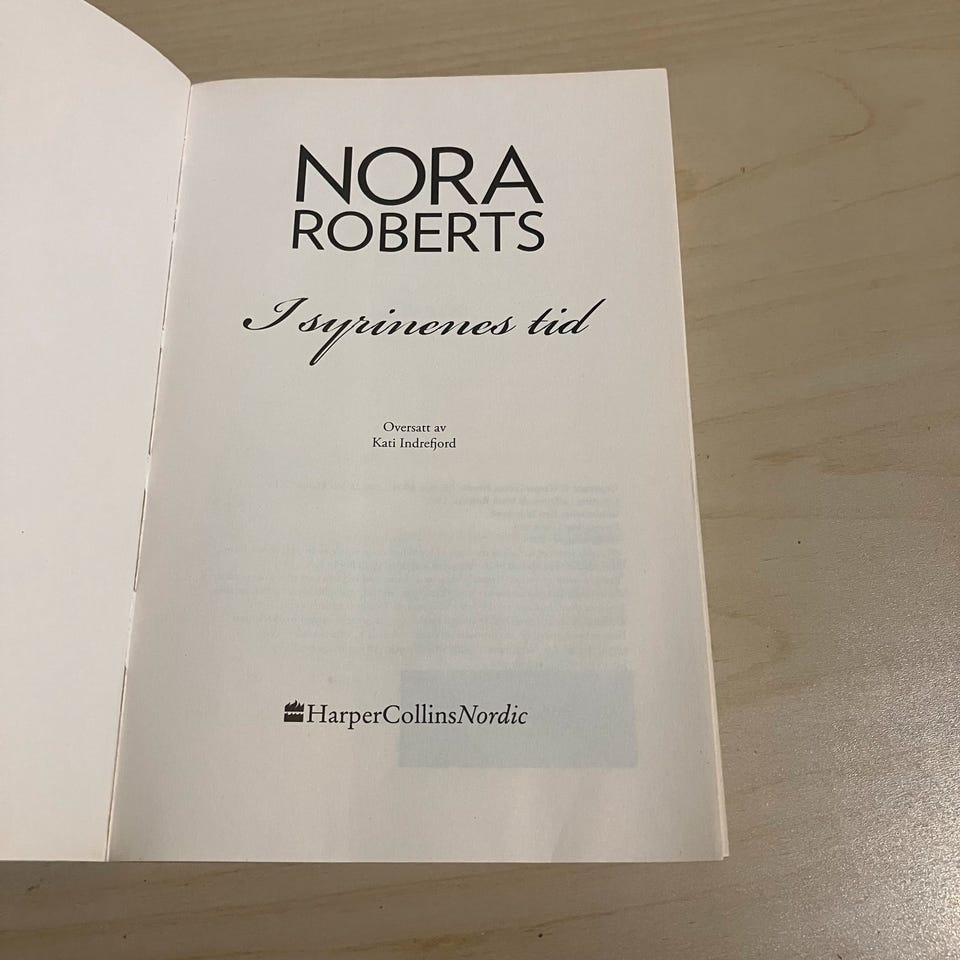 NORA
ROBERTS
I syrinenes tid
Oversatt av
Kati Indrefjord
HarperCollinsNordic